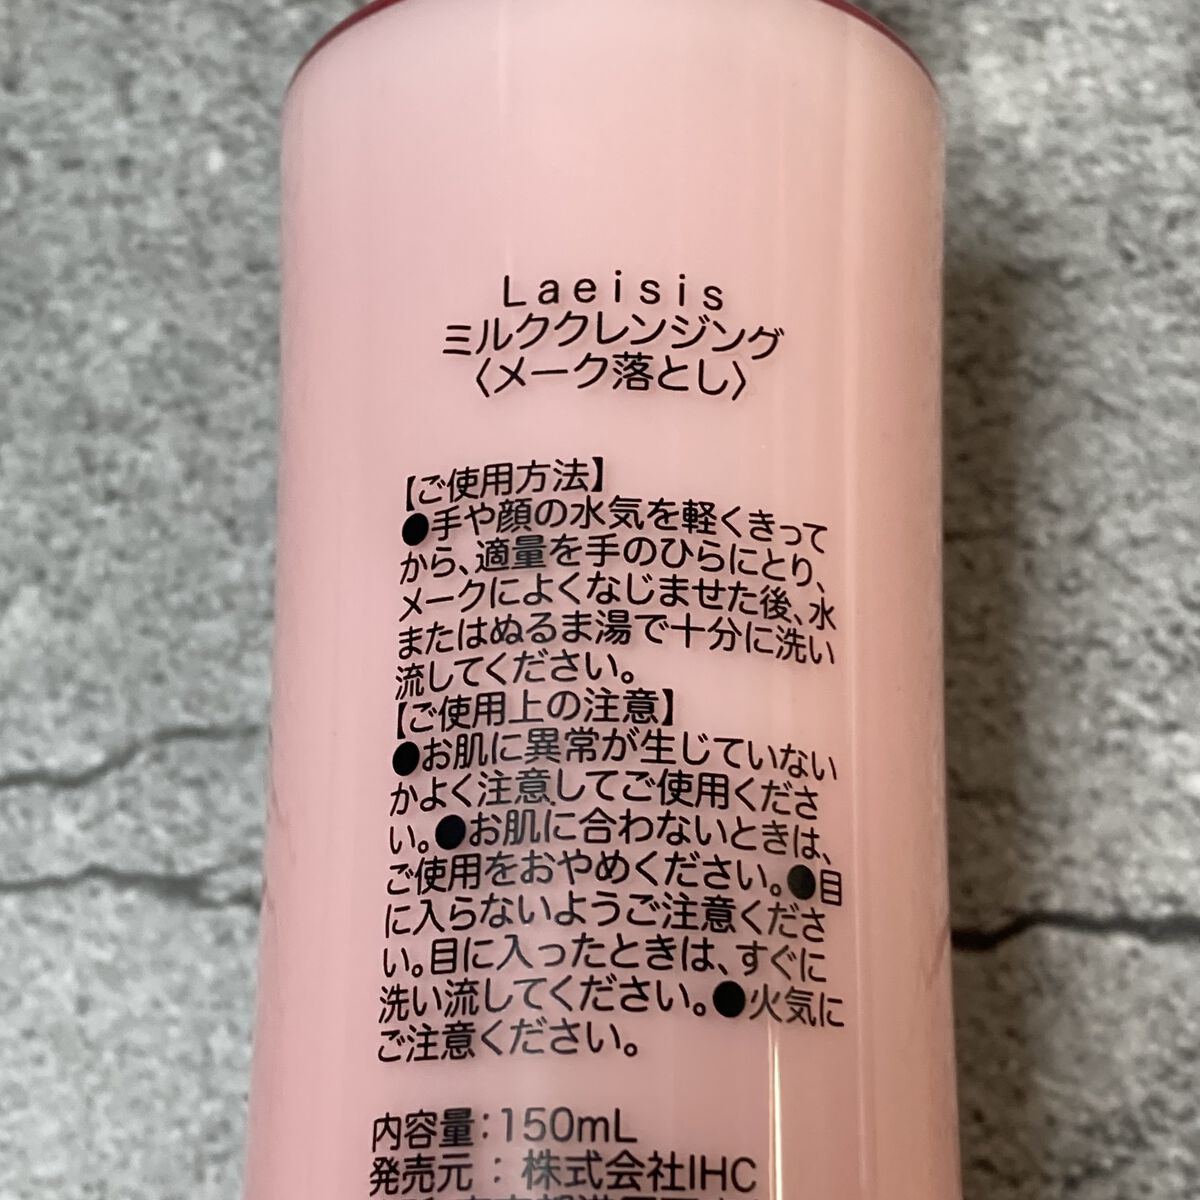 Laeisis
ミルククレンジング
〈メーク落とし〉
【ご使用方法】
●手や顔の水気を軽くきって
から、適量を手のひらにとり、
メークによくなじませた後、水
またはぬるま湯で十分に洗い
流してください。
【ご使用上の注意】
●お肌に異常が生じていない
かよく注意してご使用くださ
い。●お肌に合わないときは、
ご使用をおやめください。●目
に入らないようご注意くださ
い。目に入ったときは、すぐに
洗い流してください。●火気に
ご注意ください。
内容量：150mL
発売元：株式会社IHC